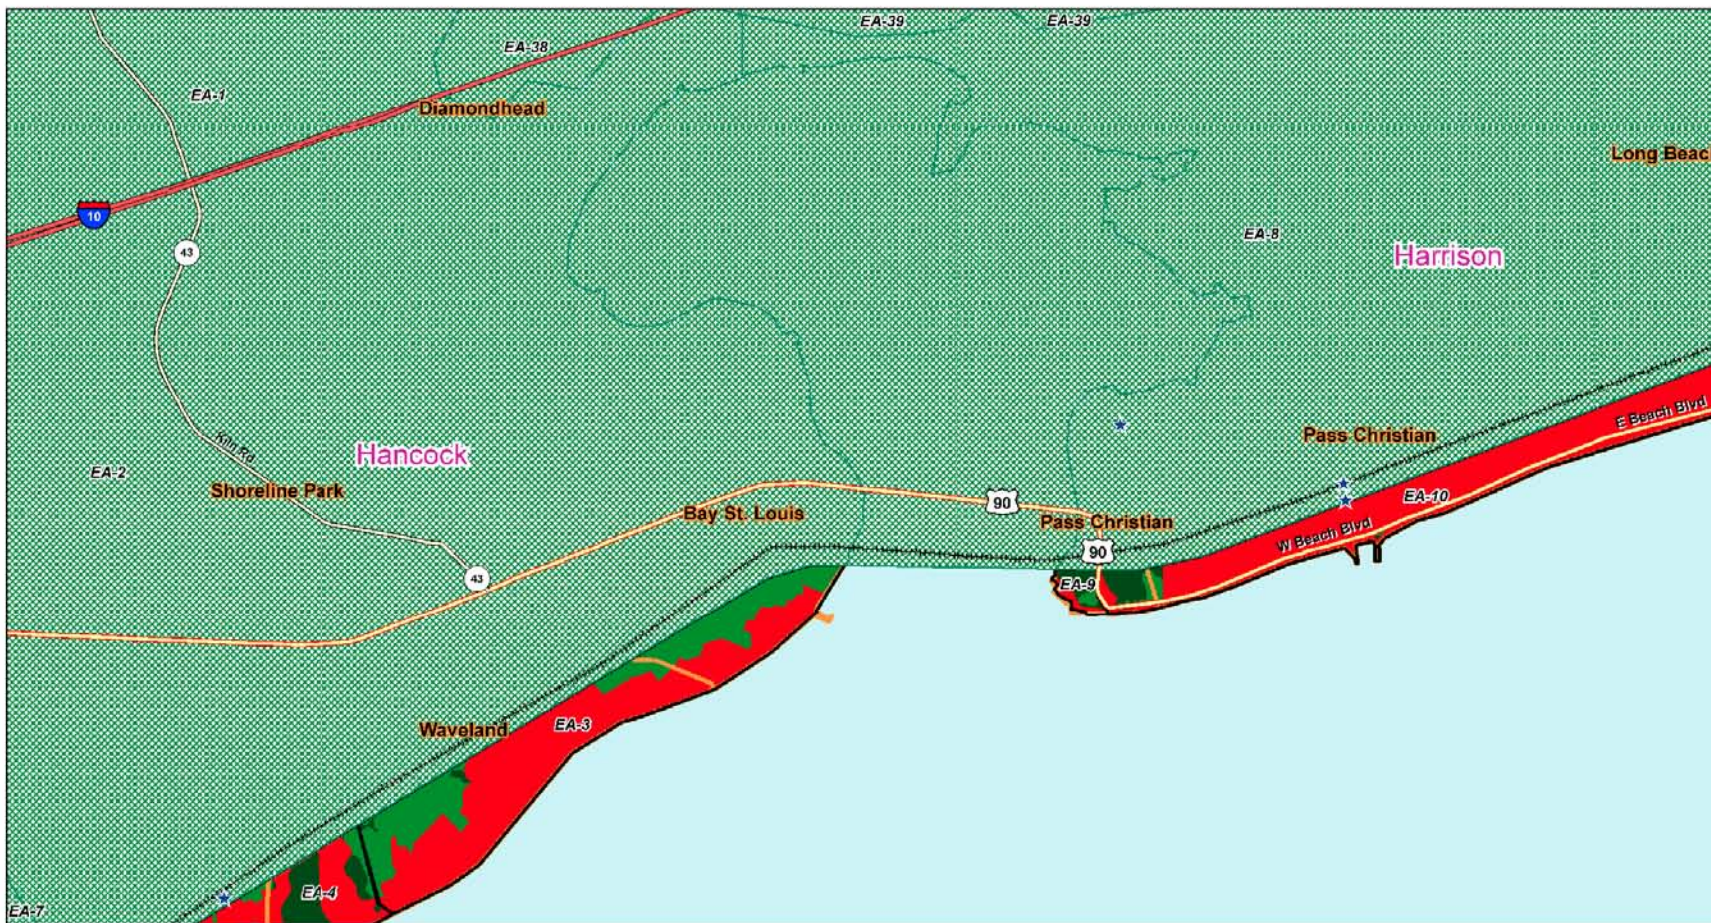 EA-39
EA-39
EA-38
EA-1
Diamondhead
Long Beach
10
43
EA-8
Harrison
Kiln Rd
E Beach Blvd
Pass Christian
Hancock
EA-2
Shoreline Park
EA-10
90
Bay St. Louis
Pass Christian
W Beach Blvd
90
43
EA-9
EA-3
Waveland
EA-4
EA-7